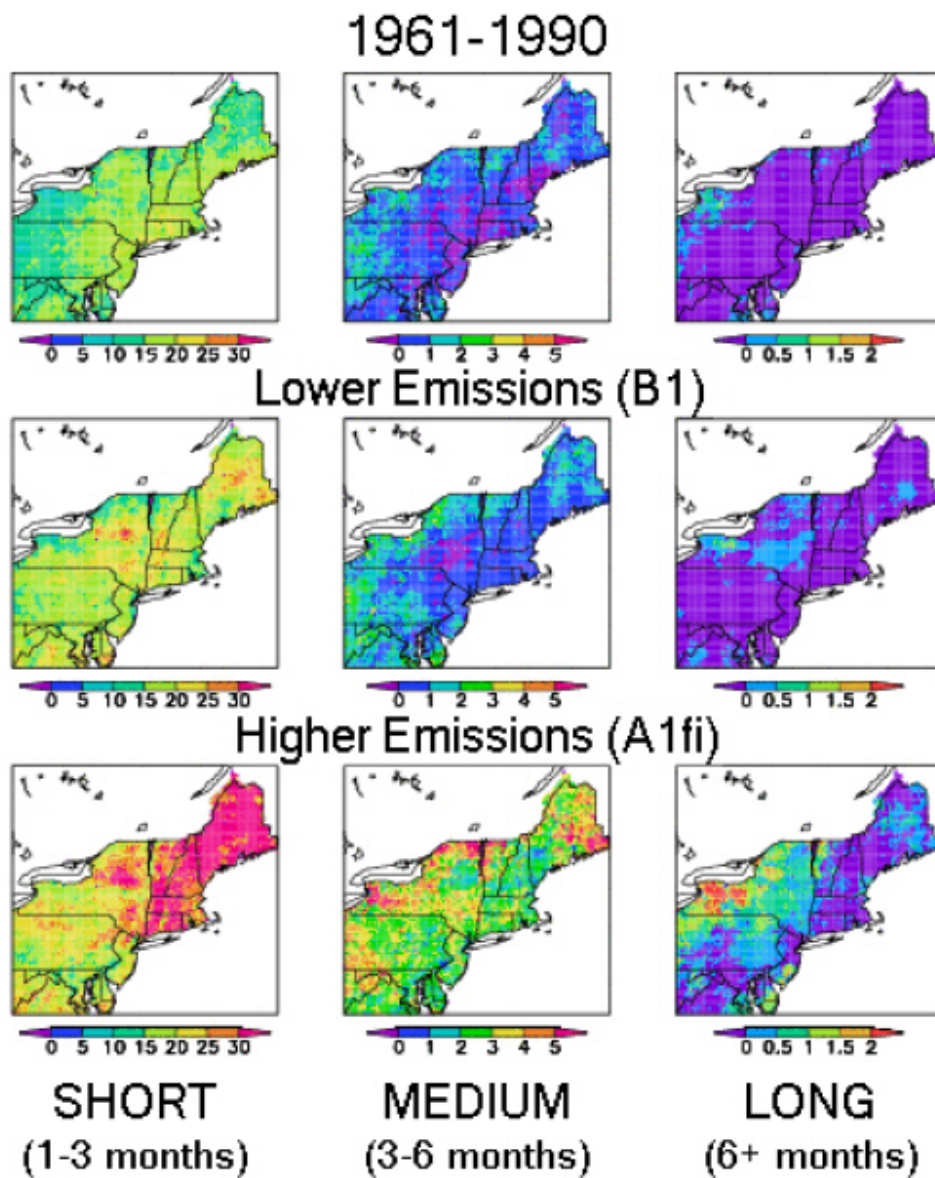 1961-1990
0 5 10 15 20 25 30
0 1 2 3 4 5
0 0.5 1 1.5 2
Lower Emissions (B1)
0 5 10 15 20 25 30
0 1 2 3 4 5
0 0.5 1 1.5 2
Higher Emissions (A1fi)
0 5 10 15 20 25 30
0 1 2 3 4 5
0 0.5 1 1.5 2
SHORT
(1-3 months)
MEDIUM
(3-6 months)
LONG
(6+ months)